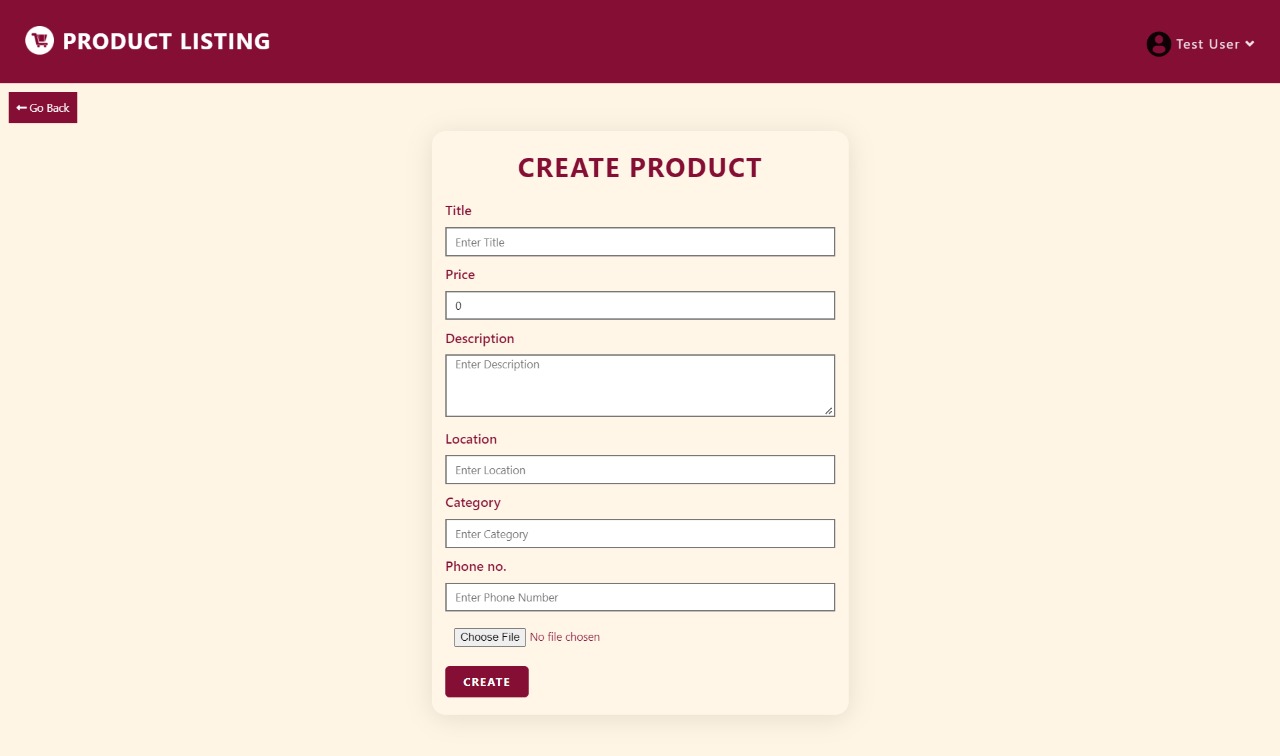 PRODUCT LISTING
Test User
Go Back
CREATE PRODUCT
Title
Enter Title
Price
0
Description
Enter Description
Location
Enter Location
Category
Enter Category
Phone no.
Enter Phone Number
Choose File No file chosen
CREATE